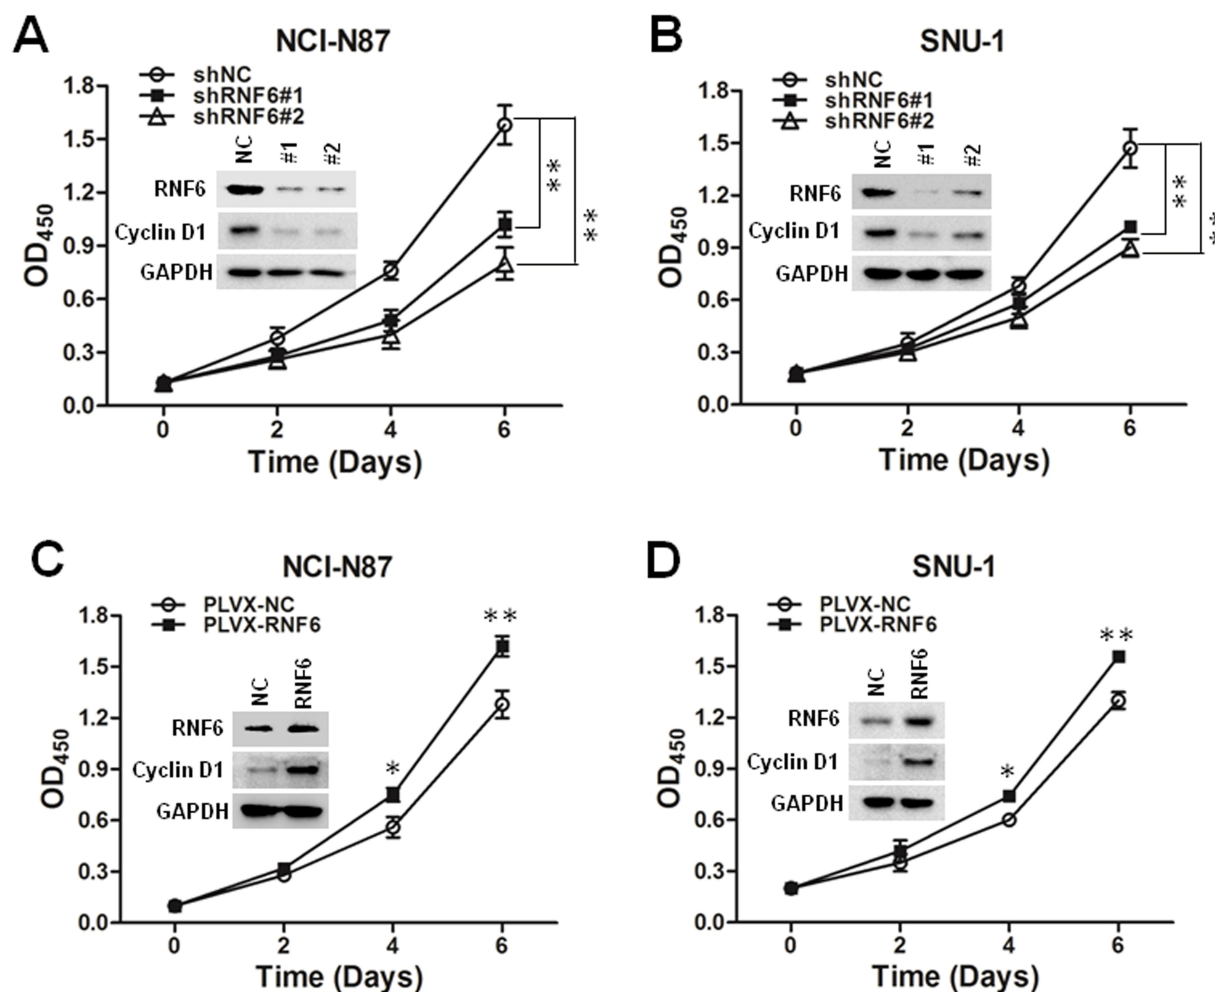 A
NCI-N87
shNC
shRNF6#1
shRNF6#2
NC #1 #2
RNF6
Cyclin D1
GAPDH
**
**
1.8
1.5
1.2
0.9
0.6
0.3
0.0
OD450
0 2 4 6
Time (Days)
B
SNU-1
shNC
shRNF6#1
shRNF6#2
NC #1 #2
RNF6
Cyclin D1
GAPDH
**
**
1.8
1.5
1.2
0.9
0.6
0.3
0.0
OD450
0 2 4 6
Time (Days)
C
NCI-N87
PLVX-NC
PLVX-RNF6
NC RNF6
RNF6
Cyclin D1
GAPDH
*
**
1.8
1.5
1.2
0.9
0.6
0.3
0.0
OD450
0 2 4 6
Time (Days)
D
SNU-1
PLVX-NC
PLVX-RNF6
NC RNF6
RNF6
Cyclin D1
GAPDH
*
**
1.8
1.5
1.2
0.9
0.6
0.3
0.0
OD450
0 2 4 6
Time (Days)